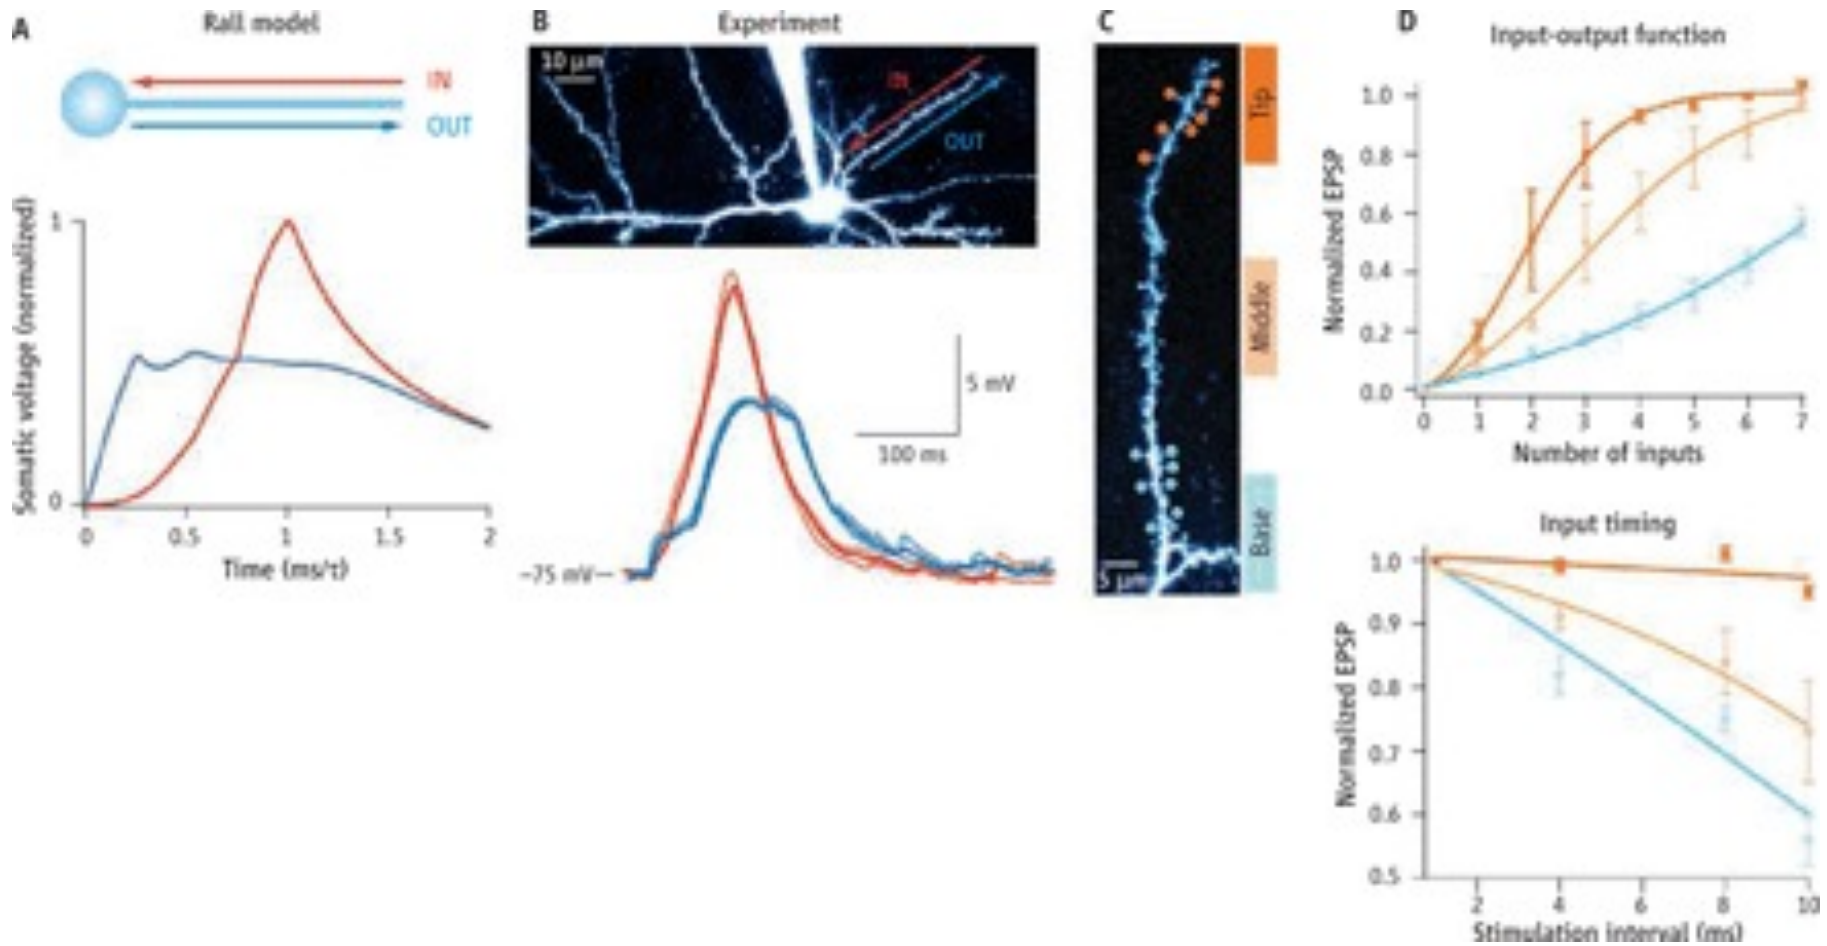 A
Rall model
IN
OUT
Somatic voltage (normalized)
1
0
0
0.5
1
1.5
2
Time (ms/τ)
B
Experiment
10 µm
IN
OUT
5 mV
100 ms
–75 mV
C
Tip
Middle
Base
5 µm
D
Input-output function
Normalized EPSP
1.0
0.8
0.6
0.4
0.2
0.0
0
1
2
3
4
5
6
7
Number of inputs
Input timing
Normalized EPSP
1.0
0.9
0.8
0.7
0.6
0.5
2
4
6
8
10
Stimulation interval (ms)